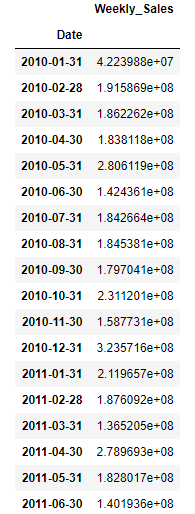 Weekly_Sales
Date
2010-01-31 4.223988e+07
2010-02-28 1.915869e+08
2010-03-31 1.862262e+08
2010-04-30 1.838118e+08
2010-05-31 2.806119e+08
2010-06-30 1.424361e+08
2010-07-31 1.842664e+08
2010-08-31 1.845381e+08
2010-09-30 1.797041e+08
2010-10-31 2.311201e+08
2010-11-30 1.587731e+08
2010-12-31 3.235716e+08
2011-01-31 2.119657e+08
2011-02-28 1.876092e+08
2011-03-31 1.365205e+08
2011-04-30 2.789693e+08
2011-05-31 1.828017e+08
2011-06-30 1.401936e+08